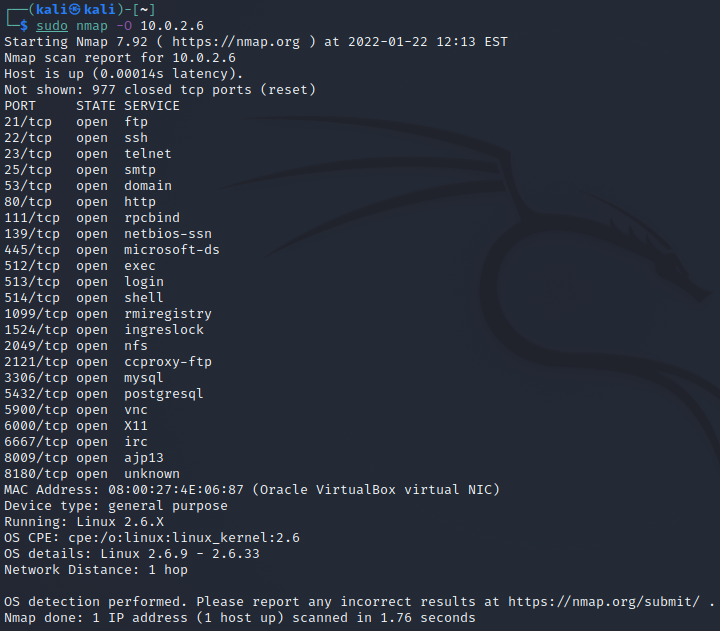 ┌──(kali㉿kali)-[~]
└─$ sudo nmap -O 10.0.2.6
Starting Nmap 7.92 ( https://nmap.org ) at 2022-01-22 12:13 EST
Nmap scan report for 10.0.2.6
Host is up (0.00014s latency).
Not shown: 977 closed tcp ports (reset)
PORT     STATE SERVICE
21/tcp   open  ftp
22/tcp   open  ssh
23/tcp   open  telnet
25/tcp   open  smtp
53/tcp   open  domain
80/tcp   open  http
111/tcp  open  rpcbind
139/tcp  open  netbios-ssn
445/tcp  open  microsoft-ds
512/tcp  open  exec
513/tcp  open  login
514/tcp  open  shell
1099/tcp open  rmiregistry
1524/tcp open  ingreslock
2049/tcp open  nfs
2121/tcp open  ccproxy-ftp
3306/tcp open  mysql
5432/tcp open  postgresql
5900/tcp open  vnc
6000/tcp open  X11
6667/tcp open  irc
8009/tcp open  ajp13
8180/tcp open  unknown
MAC Address: 08:00:27:4E:06:87 (Oracle VirtualBox virtual NIC)
Device type: general purpose
Running: Linux 2.6.X
OS CPE: cpe:/o:linux:linux_kernel:2.6
OS details: Linux 2.6.9 - 2.6.33
Network Distance: 1 hop

OS detection performed. Please report any incorrect results at https://nmap.org/submit/ .
Nmap done: 1 IP address (1 host up) scanned in 1.76 seconds